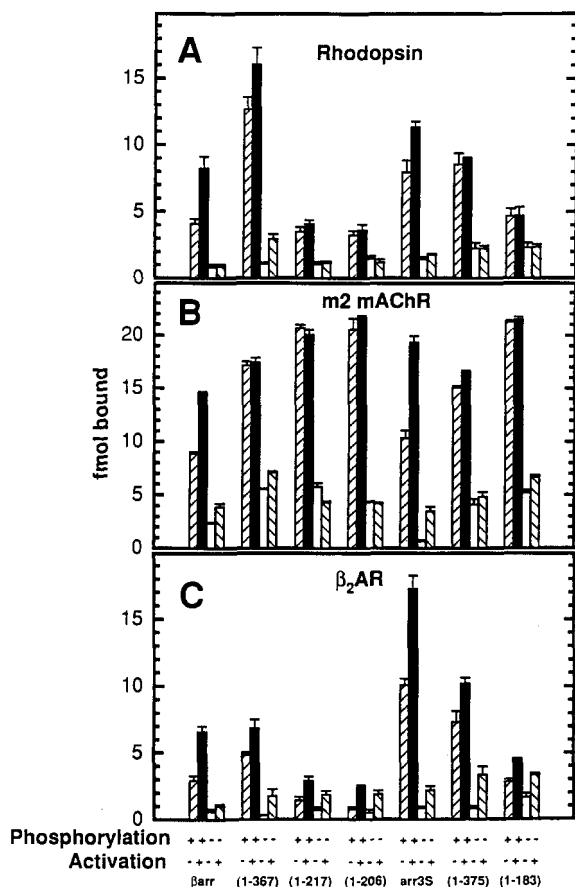 A
Rhodopsin
15
10
5
0
B
m2 mAChR
20
15
10
5
0
fmol bound
C
β₂AR
15
10
5
0
Phosphorylation ++-- ++-- ++-- ++-- ++-- ++-- ++--
Activation -+-+ -+-+ -+-+ -+-+ -+-+ -+-+ -+-+
βarr (1-367) (1-217) (1-206) arr3S (1-375) (1-183)